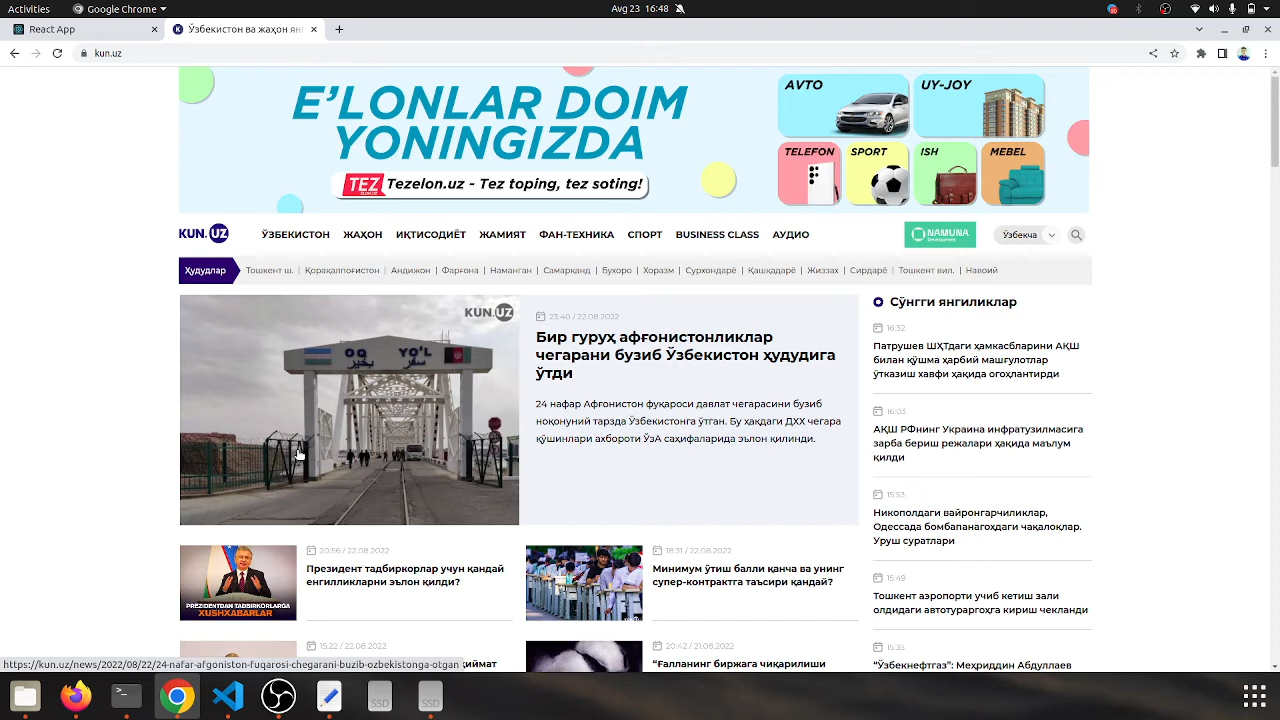 Activities
Google Chrome
Avg 23 16:48
React App
Ўзбекистон ва жаҳон ян
kun.uz
E'LONLAR DOIM
YONINGIZDA
TEZ Tezelon.uz - Tez toping, tez soting!
AVTO
UY-JOY
TELEFON
SPORT
ISH
MEBEL
KUN.UZ
ЎЗБЕКИСТОН ЖАҲОН ИҚТИСОДИЁТ ЖАМИЯТ ФАН-ТЕХНИКА СПОРТ BUSINESS CLASS АУДИО
NAMUNA
Development
Ўзбекча
Ҳудудлар
Тошкент ш. | Қорақалпоғистон | Андижон | Фарғона | Наманган | Самарқанд | Бухоро | Хоразм | Сурхондарё | Қашқадарё | Жиззах | Сирдарё | Тошкент вил. | Навоий
KUN.UZ
OQ YO'L
23:40 / 22.08.2022
Бир гуруҳ афғонистонликлар
чегарани бузиб Ўзбекистон ҳудудига
ўтди
24 нафар Афғонистон фуқароси давлат чегарасини бузиб
ноқонуний тарзда Ўзбекистонга ўтган. Бу ҳақдаги ДХХ чегара
қўшинлари ахбороти ЎзА саҳифаларида эълон қилинди.
Сўнгги янгиликлар
16:32
Патрушев ШҲТдаги ҳамкасбларини АҚШ
билан қўшма ҳарбий машғулотлар
ўтказиш хавфи ҳақида огоҳлантирди
16:03
АҚШ РФнинг Украина инфратузилмасига
зарба бериш режалари ҳақида маълум
қилди
15:53
Никополдаги вайронгарчиликлар,
Одессада бомбапанагоҳдаги чақалоқлар.
Уруш суратлари
15:49
Тошкент аэропорти учиб кетиш зали
олдидаги автотураргоҳга кириш чекланди
15:35
“Ўзбекнефтгаз”: Меҳриддин Абдуллаев
PREZIDENTDAN TADBIRKORLARGA
XUSHXABARLAR
20:56 / 22.08.2022
Президент тадбиркорлар учун қандай
енгилликларни эълон қилди?
18:31 / 22.08.2022
Минимум ўтиш балли қанча ва унинг
супер-контрактга таъсири қандай?
15:22 / 22.08.2022
қиймат
20:42 / 21.08.2022
“Ғалланинг биржага чиқарилиши
https://kun.uz/news/2022/08/22/24-nafar-afgoniston-fuqarosi-chegarani-buzib-ozbekistonga-otgan
SSD
SSD